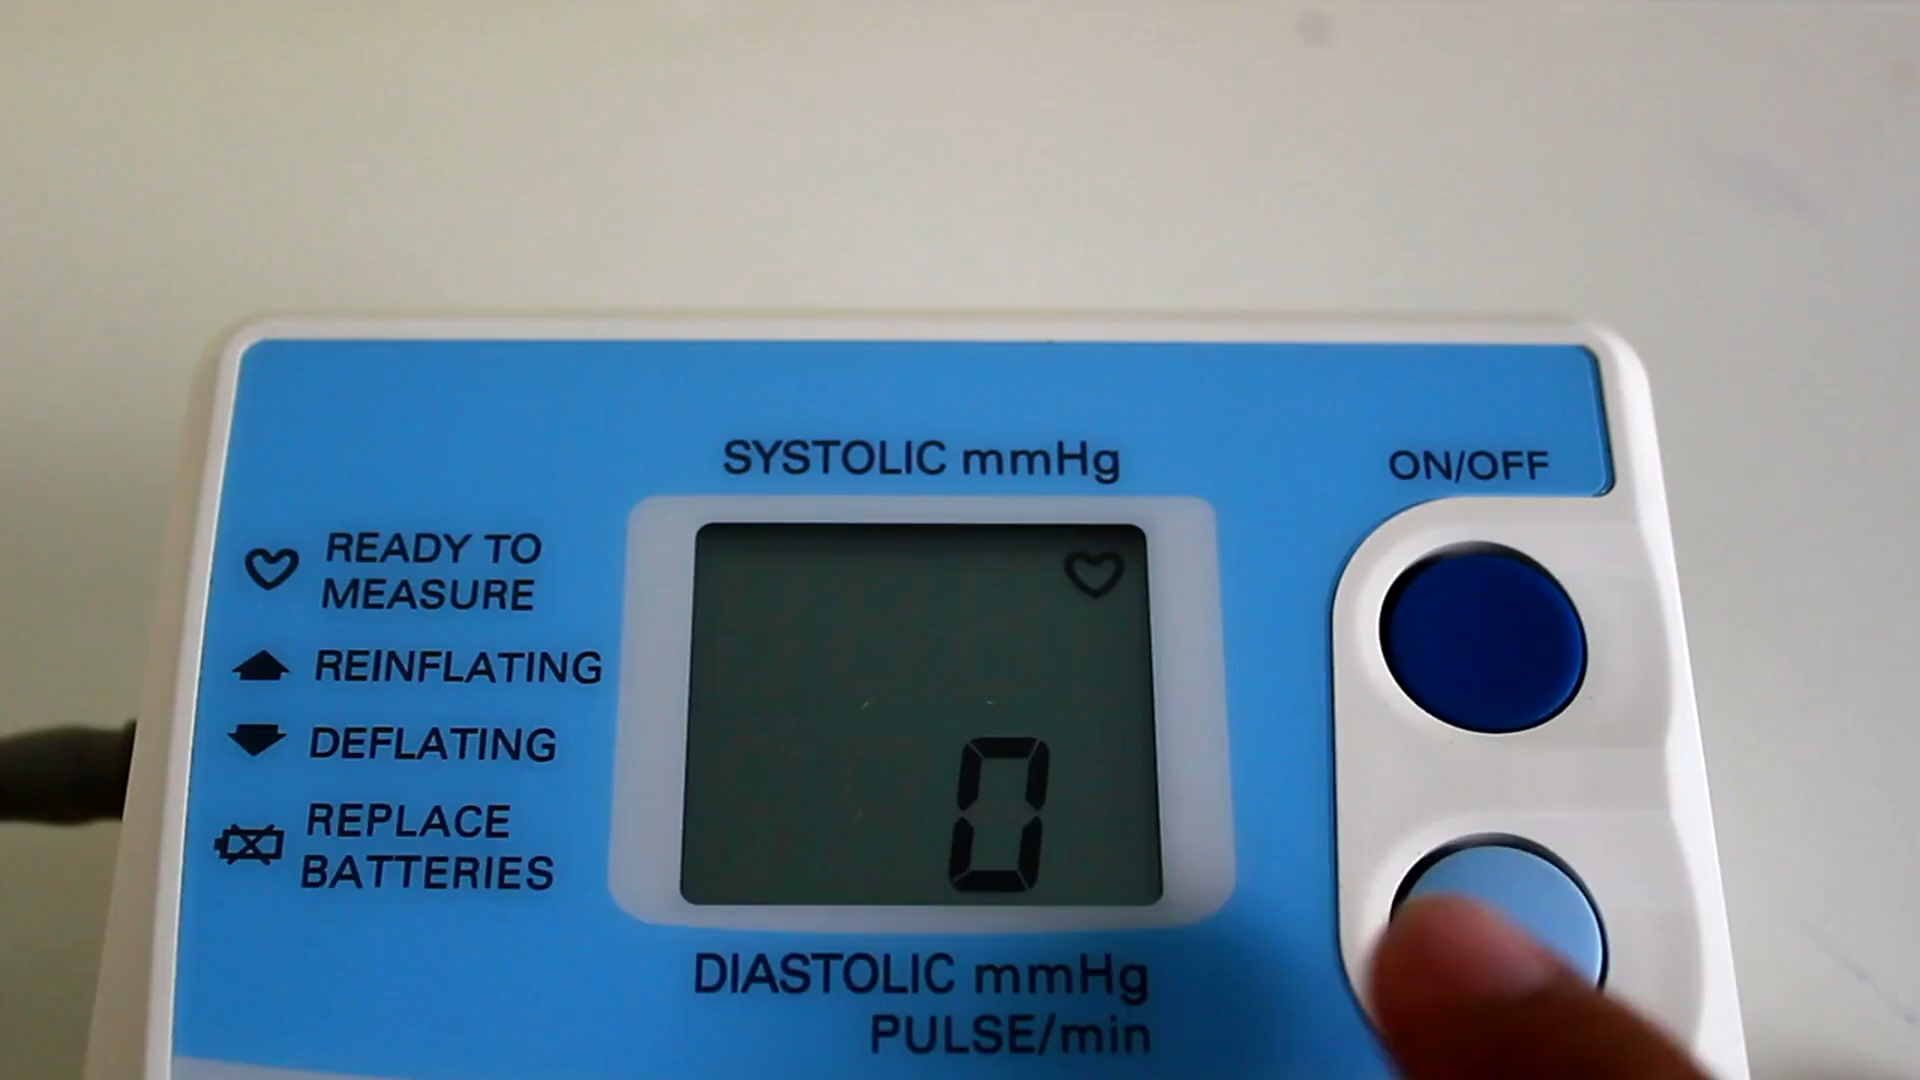 SYSTOLIC mmHg
ON/OFF
READY TO
MEASURE
REINFLATING
DEFLATING
REPLACE
BATTERIES
0
DIASTOLIC mmHg
PULSE/min